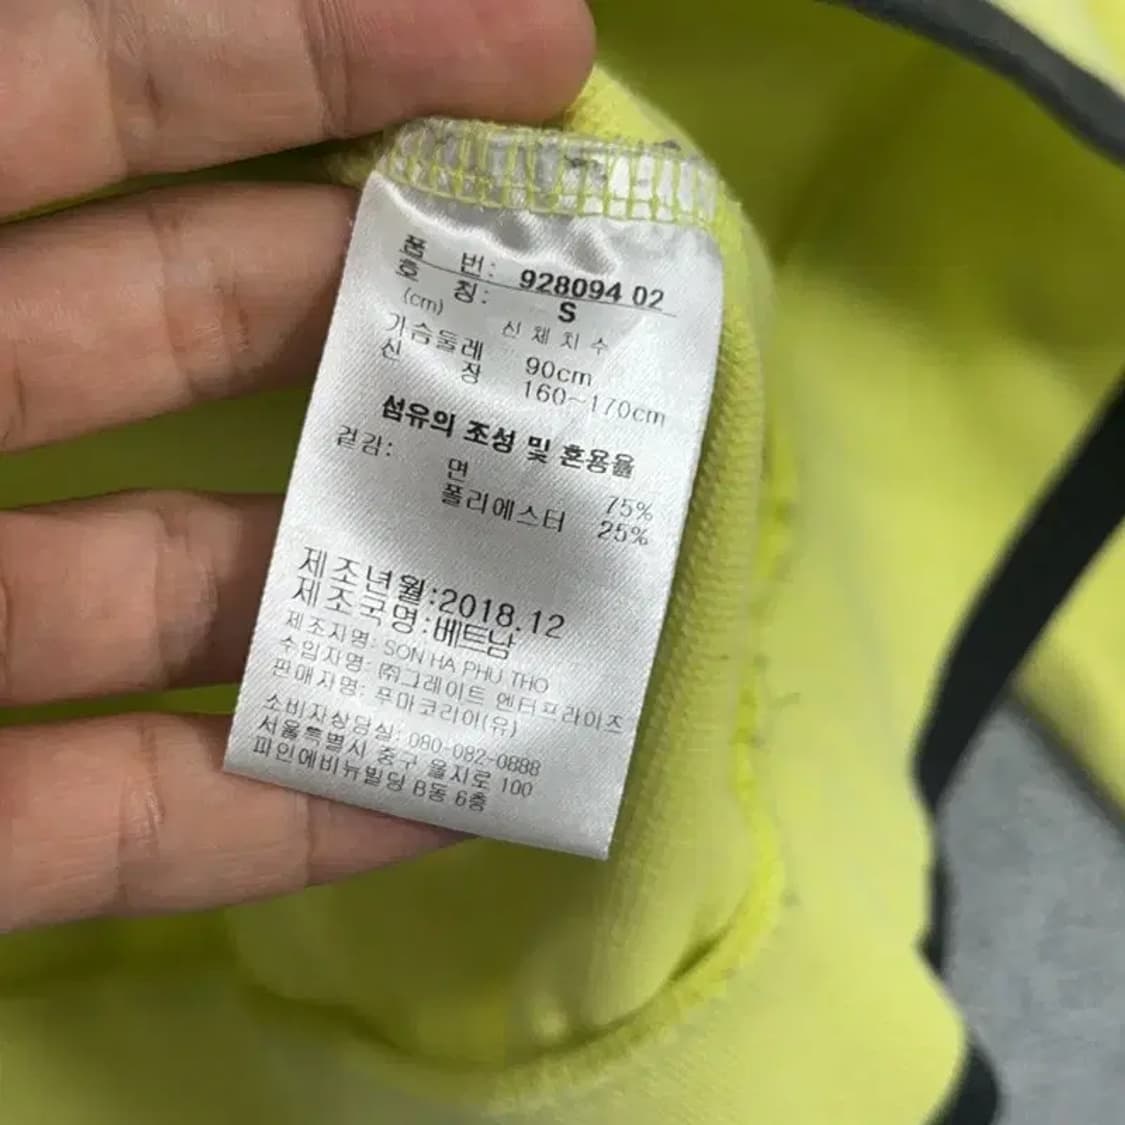 품 번: 928094 02
호 칭: S
(cm) 신체치수
가슴둘레 90cm
신 장 160~170cm
섬유의 조성 및 혼용율
겉감: 면 75%
폴리에스터 25%
제조년월:2018.12
제조국명:베트남
제조자명: SON HA PHU THO
수입자명: ㈜그레이트 엔터프라이즈
판매자명: 푸마코리아(유)
소비자상담실: 080-082-0888
서울특별시 중구 을지로 100
파인에비뉴빌딩 B동 6층